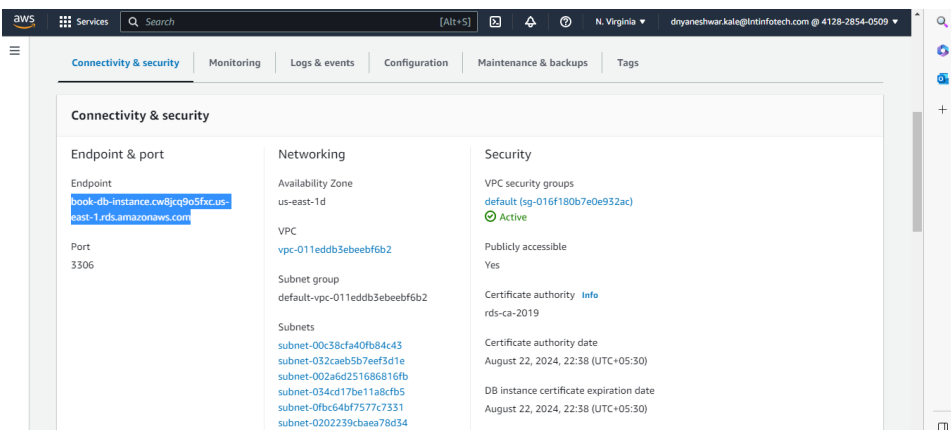 aws Services Search [Alt+S] N. Virginia ▼ dnyaneshwar.kale@lntinfotech.com @ 4128-2854-0509 ▼
Connectivity & security Monitoring Logs & events Configuration Maintenance & backups Tags
Connectivity & security
Endpoint & port
Endpoint
book-db-instance.cw8jcq9o5fxc.us-
east-1.rds.amazonaws.com
Port
3306
Networking
Availability Zone
us-east-1d
VPC
vpc-011eddb3ebeebf6b2
Subnet group
default-vpc-011eddb3ebeebf6b2
Subnets
subnet-00c38cfa40fb84c43
subnet-032caeb5b7eef3d1e
subnet-002a6d251686816fb
subnet-034cd17be11a8cfb5
subnet-0fbc64bf7577c7331
subnet-0202239cbaea78d34
Security
VPC security groups
default (sg-016f180b7e0e932ac)
Active
Publicly accessible
Yes
Certificate authority Info
rds-ca-2019
Certificate authority date
August 22, 2024, 22:38 (UTC+05:30)
DB instance certificate expiration date
August 22, 2024, 22:38 (UTC+05:30)